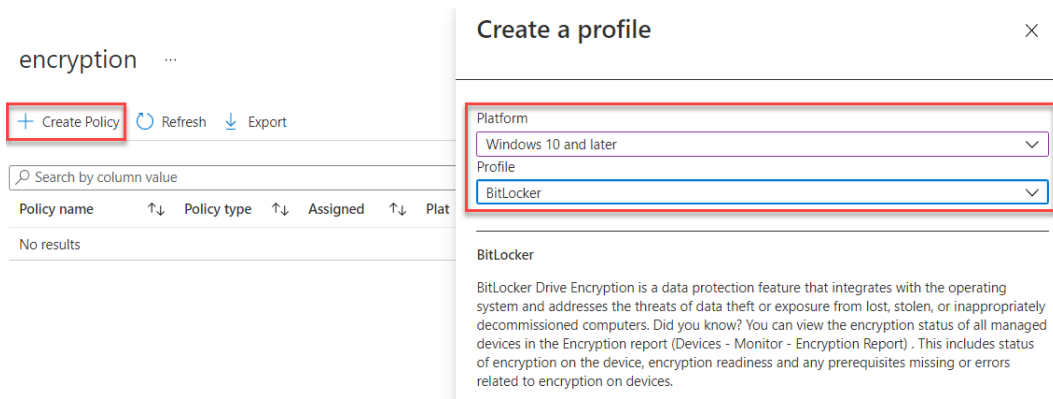 encryption ...
+ Create Policy Refresh Export
Search by column value
Policy name Policy type Assigned Plat
No results
Create a profile
Platform
Windows 10 and later
Profile
BitLocker
BitLocker
BitLocker Drive Encryption is a data protection feature that integrates with the operating
system and addresses the threats of data theft or exposure from lost, stolen, or inappropriately
decommissioned computers. Did you know? You can view the encryption status of all managed
devices in the Encryption report (Devices - Monitor - Encryption Report) . This includes status
of encryption on the device, encryption readiness and any prerequisites missing or errors
related to encryption on devices.